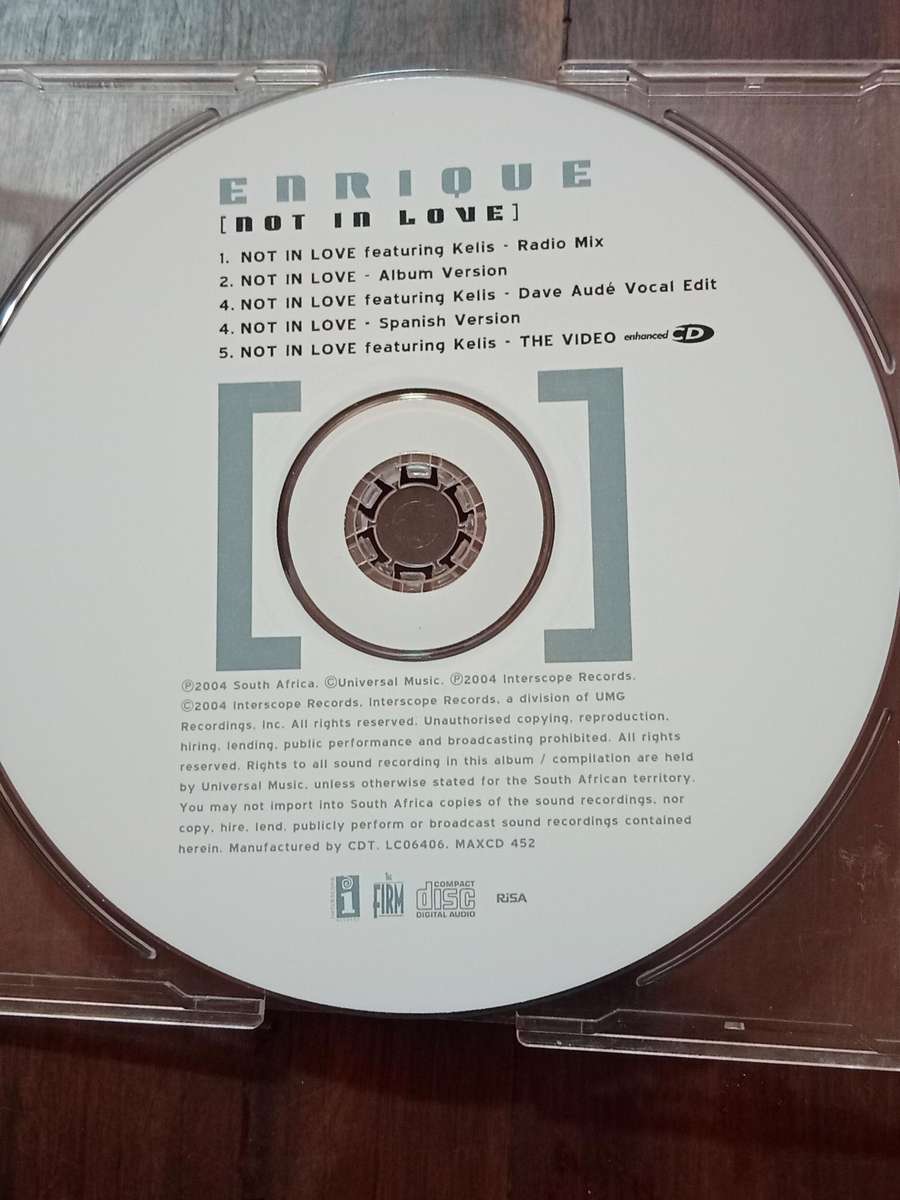 ENRIQUE
[NOT IN LOVE]
1. NOT IN LOVE featuring Kelis - Radio Mix
2. NOT IN LOVE - Album Version
4. NOT IN LOVE featuring Kelis - Dave Audé Vocal Edit
4. NOT IN LOVE - Spanish Version
5. NOT IN LOVE featuring Kelis - THE VIDEO enhanced CD
℗2004 South Africa. ©Universal Music. ℗2004 Interscope Records.
©2004 Interscope Records. Interscope Records, a division of UMG
Recordings, Inc. All rights reserved. Unauthorised copying, reproduction,
hiring, lending, public performance and broadcasting prohibited. All rights
reserved. Rights to all sound recording in this album / compilation are held
by Universal Music, unless otherwise stated for the South African territory.
You may not import into South Africa copies of the sound recordings, nor
copy, hire, lend, publicly perform or broadcast sound recordings contained
herein. Manufactured by CDT. LC06406. MAXCD 452
i
FIRM
COMPACT
disc
DIGITAL AUDIO
RiSA